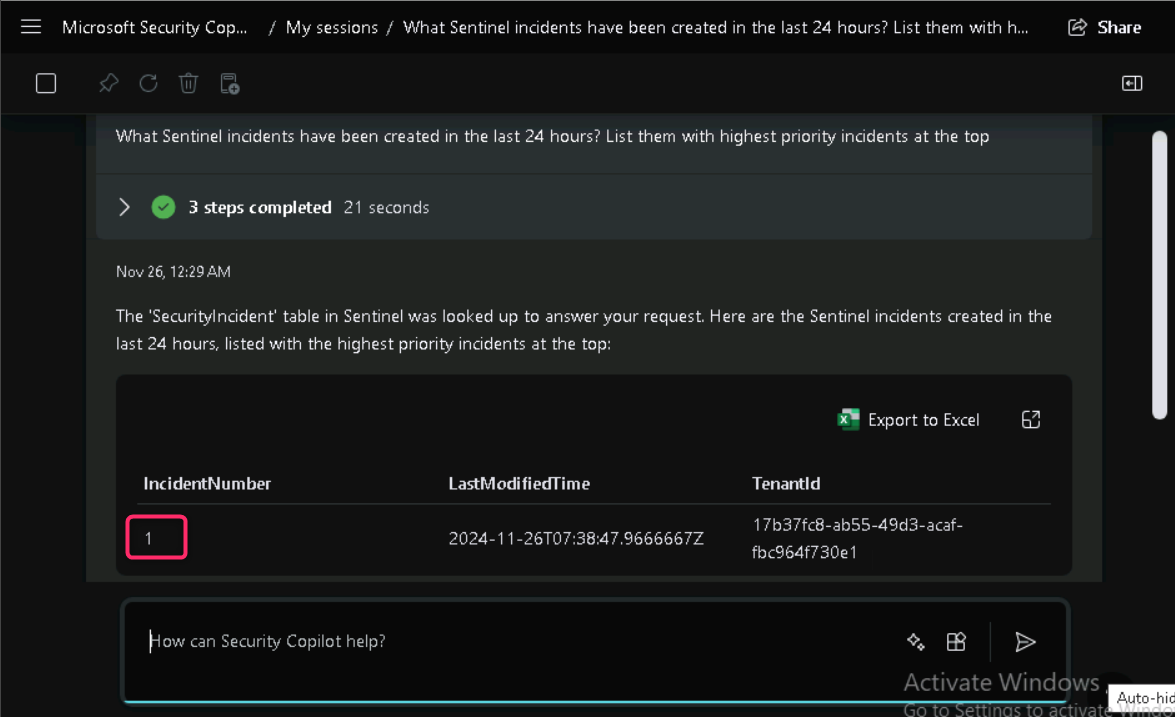 Microsoft Security Cop... / My sessions / What Sentinel incidents have been created in the last 24 hours? List them with h... Share
What Sentinel incidents have been created in the last 24 hours? List them with highest priority incidents at the top
3 steps completed 21 seconds
Nov 26, 12:29 AM
The 'SecurityIncident' table in Sentinel was looked up to answer your request. Here are the Sentinel incidents created in the
last 24 hours, listed with the highest priority incidents at the top:
Export to Excel
IncidentNumber LastModifiedTime TenantId
1 2024-11-26T07:38:47.9666667Z 17b37fc8-ab55-49d3-acaf-
fbc964f730e1
How can Security Copilot help?
Activate Windows
Go to Settings to activate Windows
Auto-hid